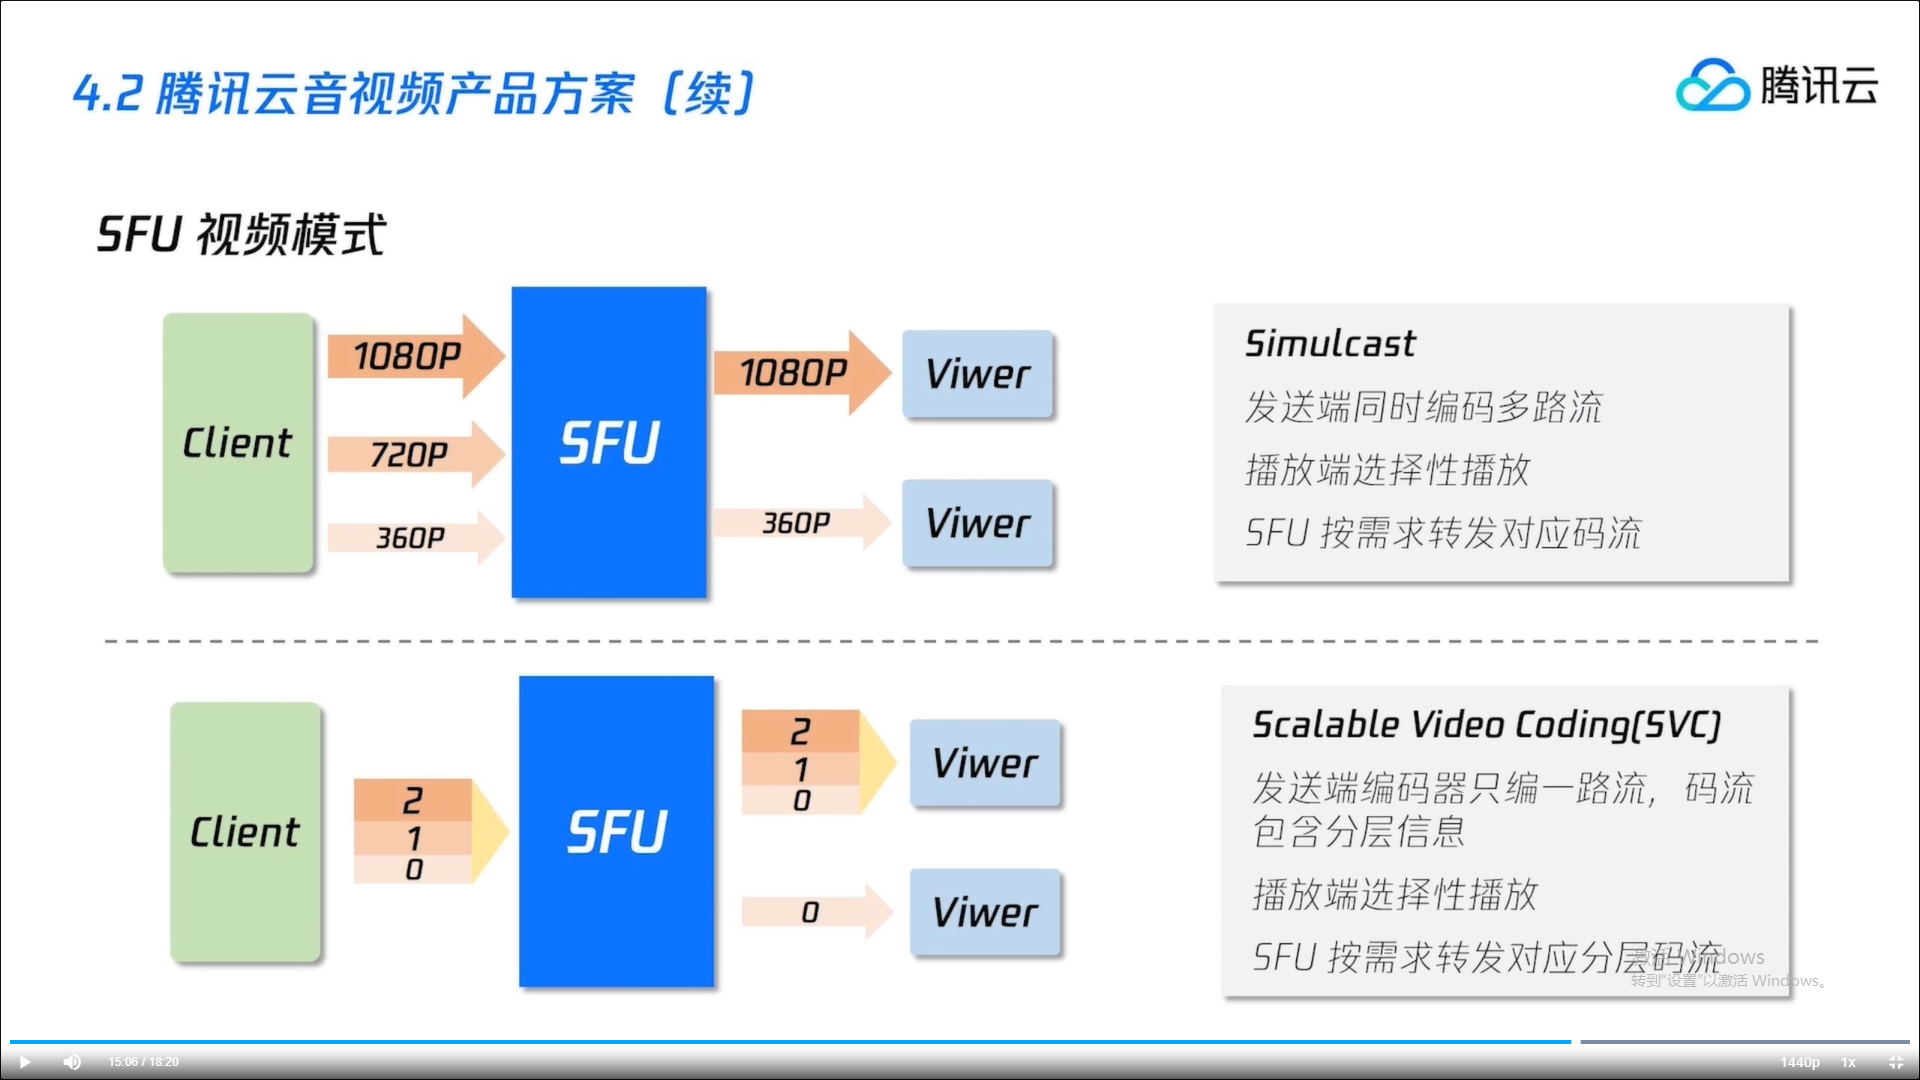 4.2 腾讯云音视频产品方案（续）
腾讯云
SFU 视频模式
Client
1080P
720P
360P
SFU
1080P
360P
Viwer
Viwer
Simulcast
发送端同时编码多路流
播放端选择性播放
SFU 按需求转发对应码流
Client
2
1
0
SFU
2
1
0
0
Viwer
Viwer
Scalable Video Coding(SVC)
发送端编码器只编一路流，码流
包含分层信息
播放端选择性播放
SFU 按需求转发对应分层码流
激活 Windows
转到“设置”以激活 Windows。
15:06 / 18:20
1440p
1x